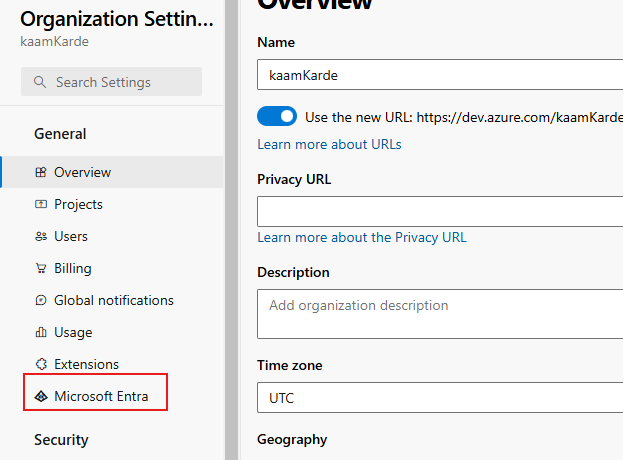 Organization Settin...
kaamKarde
Search Settings
General
Overview
Projects
Users
Billing
Global notifications
Usage
Extensions
Microsoft Entra
Security
Overview
Name
kaamKarde
Use the new URL: https://dev.azure.com/kaamKarde
Learn more about URLs
Privacy URL
Learn more about the Privacy URL
Description
Add organization description
Time zone
UTC
Geography